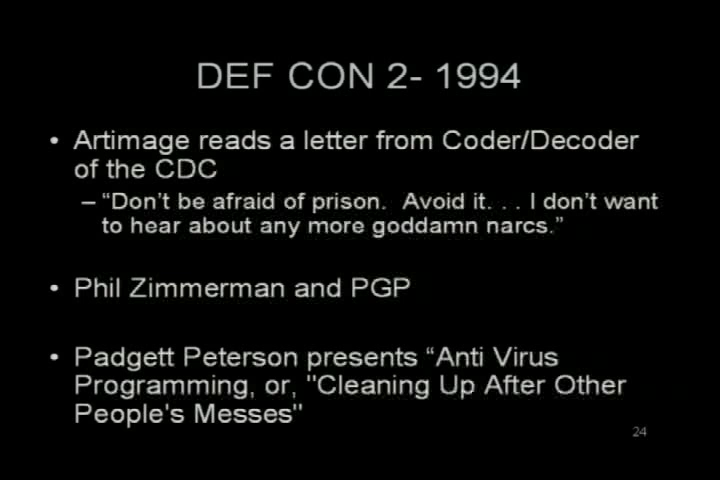 DEF CON 2- 1994
• Artimage reads a letter from Coder/Decoder
of the CDC
– “Don’t be afraid of prison.  Avoid it. . . I don’t want
to hear about any more goddamn narcs.”
• Phil Zimmerman and PGP
• Padgett Peterson presents “Anti Virus
Programming, or, "Cleaning Up After Other
People's Messes"
24